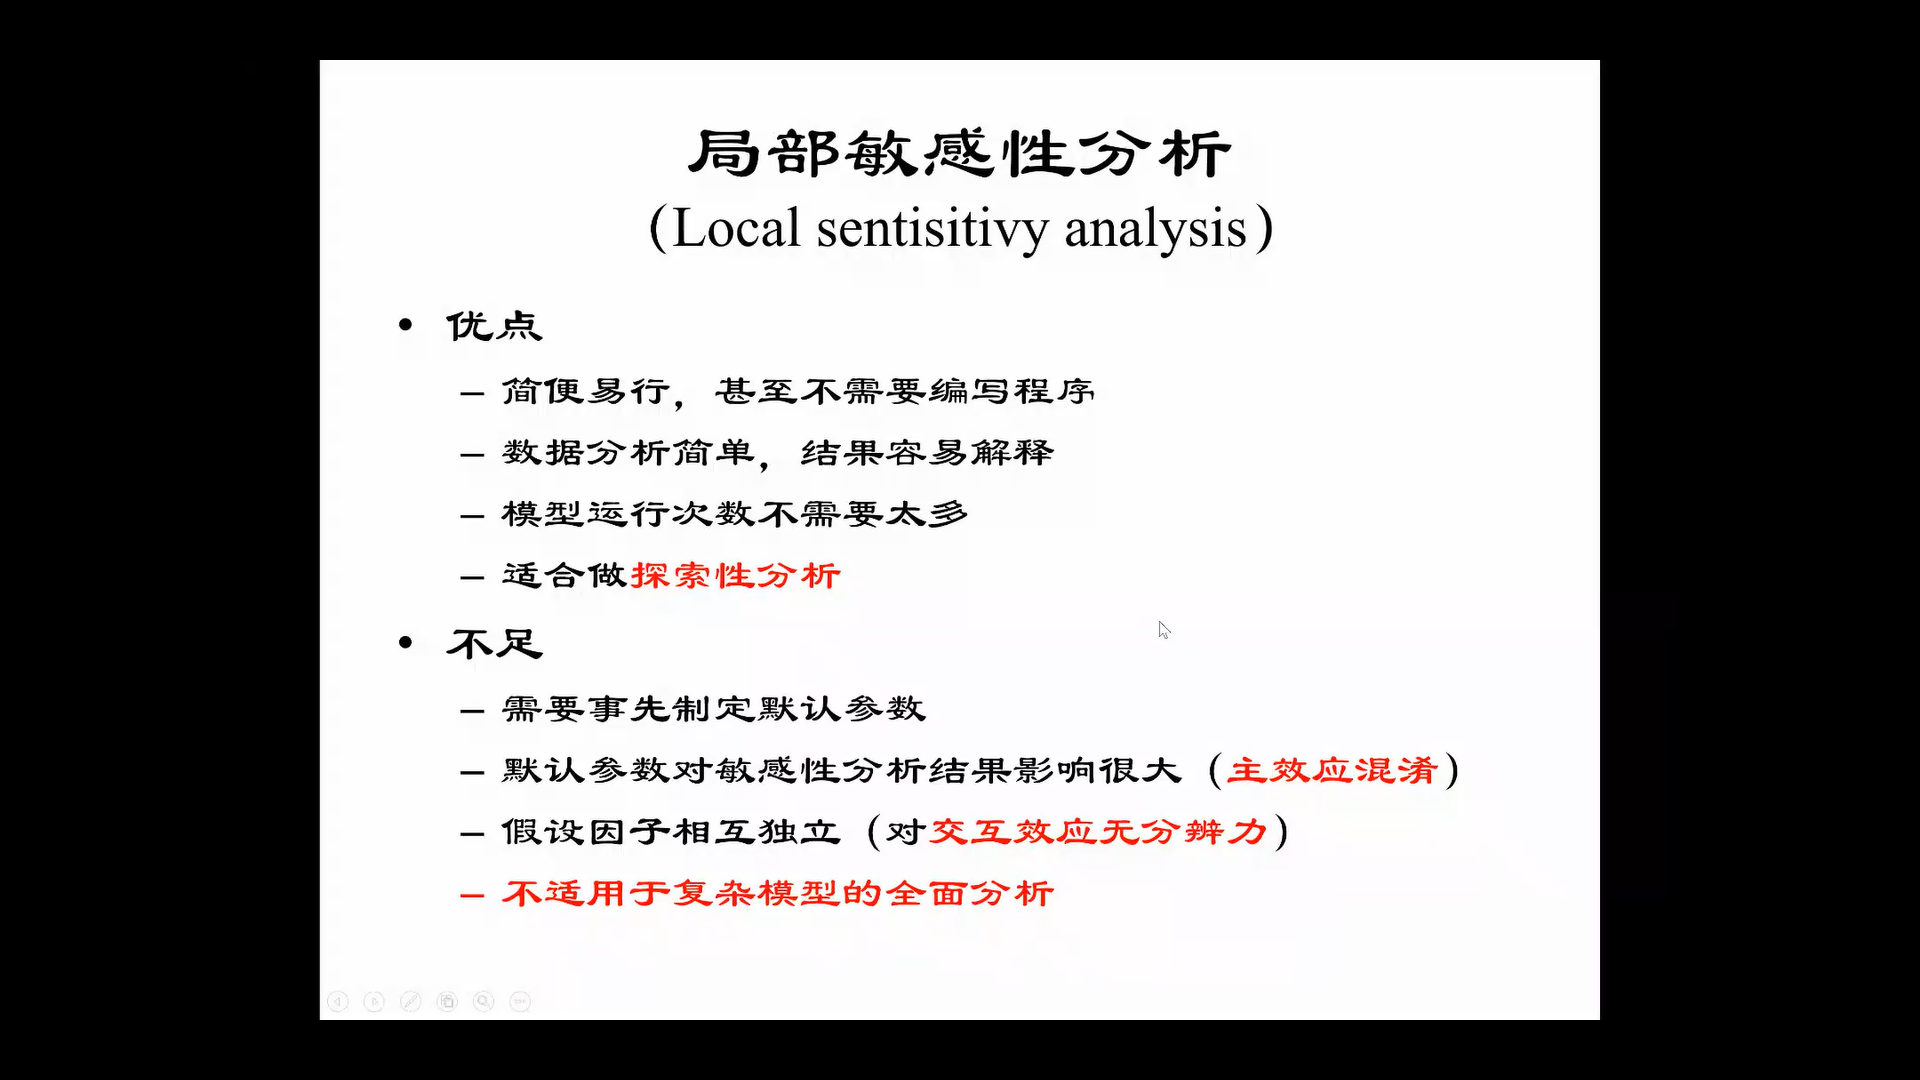 局部敏感性分析
（Local sentisitivy analysis）
• 优点
– 简便易行，甚至不需要编写程序
– 数据分析简单，结果容易解释
– 模型运行次数不需要太多
– 适合做探索性分析
• 不足
– 需要事先制定默认参数
– 默认参数对敏感性分析结果影响很大（主效应混淆）
– 假设因子相互独立（对交互效应无分辨力）
– 不适用于复杂模型的全面分析